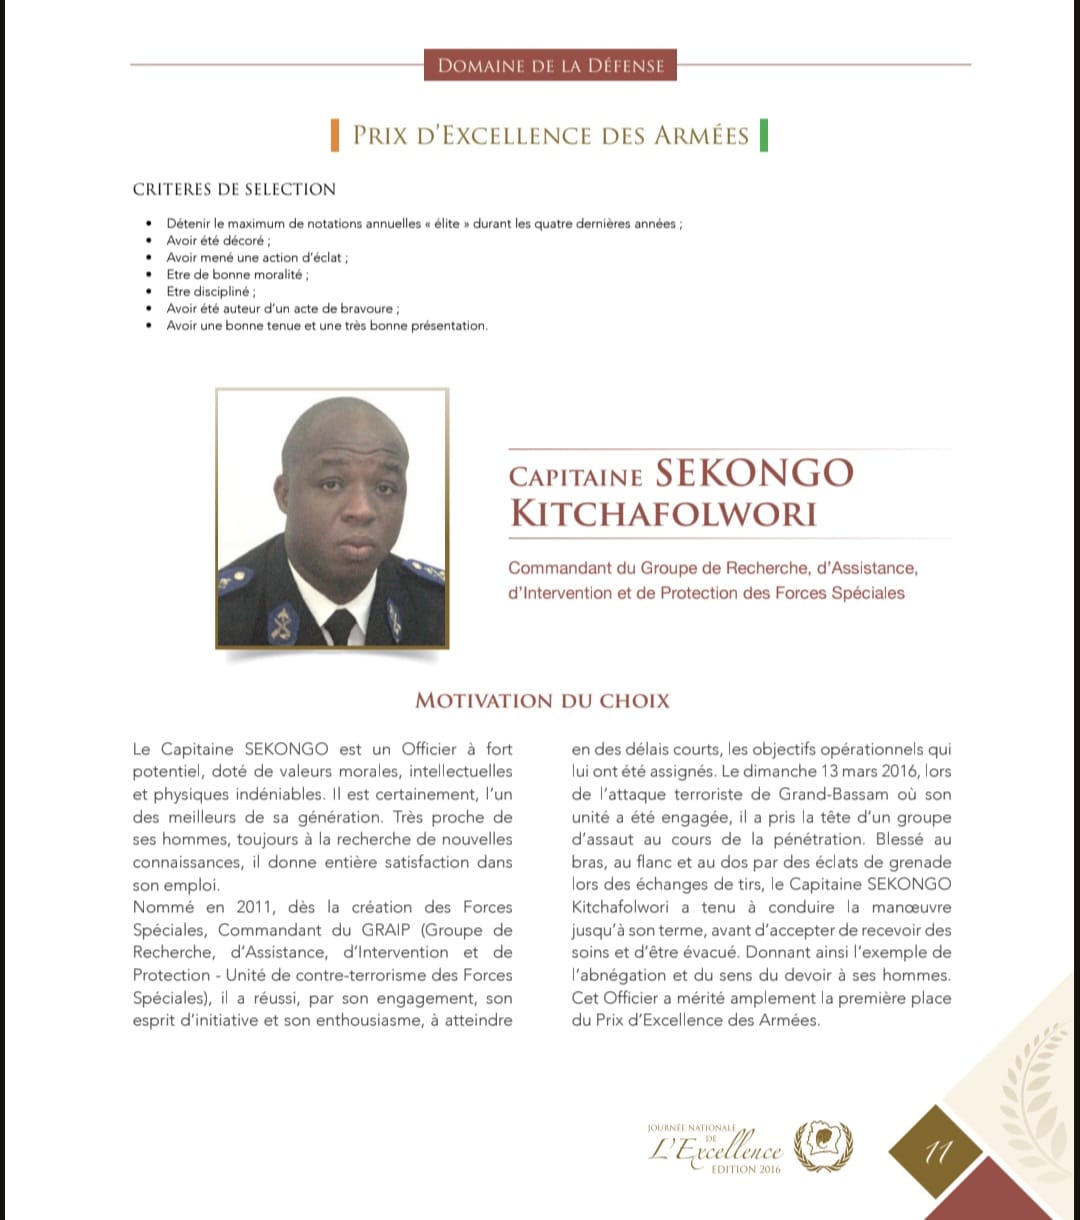 DOMAINE DE LA DÉFENSE
PRIX D'EXCELLENCE DES ARMÉES
CRITERES DE SELECTION
• Détenir le maximum de notations annuelles « élite » durant les quatre dernières années ;
• Avoir été décoré ;
• Avoir mené une action d'éclat ;
• Etre de bonne moralité ;
• Etre discipliné ;
• Avoir été auteur d'un acte de bravoure ;
• Avoir une bonne tenue et une très bonne présentation.
CAPITAINE SEKONGO
KITCHAFOLWORI
Commandant du Groupe de Recherche, d'Assistance,
d'Intervention et de Protection des Forces Spéciales
MOTIVATION DU CHOIX
Le Capitaine SEKONGO est un Officier à fort
potentiel, doté de valeurs morales, intellectuelles
et physiques indéniables. Il est certainement, l'un
des meilleurs de sa génération. Très proche de
ses hommes, toujours à la recherche de nouvelles
connaissances, il donne entière satisfaction dans
son emploi.
Nommé en 2011, dès la création des Forces
Spéciales, Commandant du GRAIP (Groupe de
Recherche, d'Assistance, d'Intervention et de
Protection - Unité de contre-terrorisme des Forces
Spéciales), il a réussi, par son engagement, son
esprit d'initiative et son enthousiasme, à atteindre
en des délais courts, les objectifs opérationnels qui
lui ont été assignés. Le dimanche 13 mars 2016, lors
de l'attaque terroriste de Grand-Bassam où son
unité a été engagée, il a pris la tête d'un groupe
d'assaut au cours de la pénétration. Blessé au
bras, au flanc et au dos par des éclats de grenade
lors des échanges de tirs, le Capitaine SEKONGO
Kitchafolwori a tenu à conduire la manœuvre
jusqu'à son terme, avant d'accepter de recevoir des
soins et d'être évacué. Donnant ainsi l'exemple de
l'abnégation et du sens du devoir à ses hommes.
Cet Officier a mérité amplement la première place
du Prix d'Excellence des Armées.
JOURNÉE NATIONALE
DE
L'Excellence
EDITION 2016
11